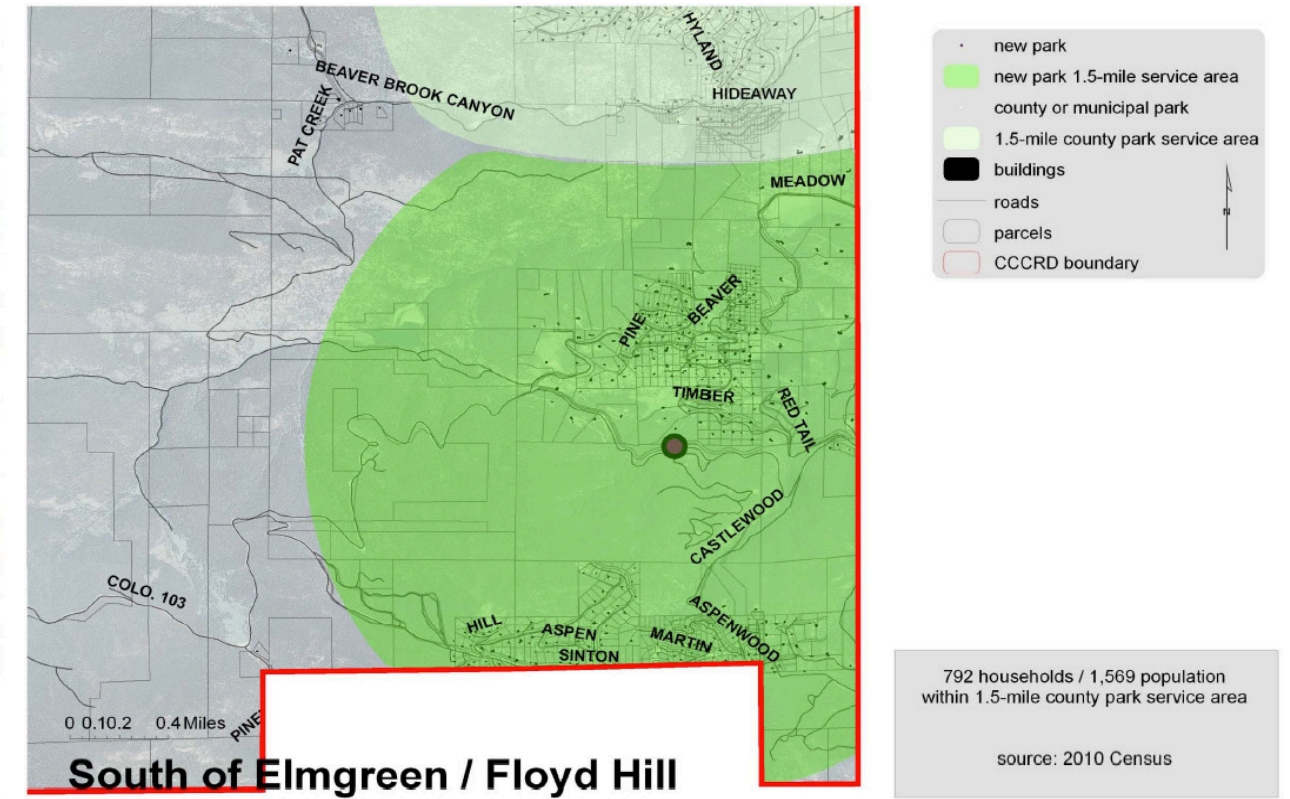 HYLAND
BEAVER BROOK CANYON
HIDEAWAY
PAT CREEK
MEADOW
BEAVER
PINE
TIMBER
RED TAIL
CASTLEWOOD
COLO. 103
HILL
ASPEN
MARTIN
ASPENWOOD
SINTON
0 0.10.2 0.4 Miles
PINE
South of Elmgreen / Floyd Hill
new park
new park 1.5-mile service area
county or municipal park
1.5-mile county park service area
buildings
roads
parcels
CCCRD boundary
N
792 households / 1,569 population
within 1.5-mile county park service area
source: 2010 Census